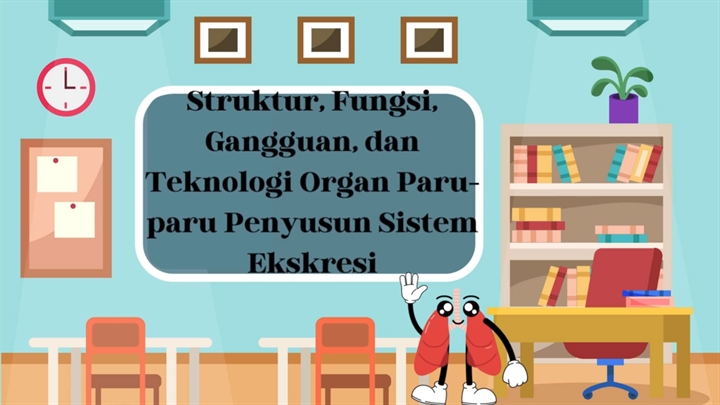 Struktur, Fungsi,
Gangguan, dan
Teknologi Organ Paru-
paru Penyusun Sistem
Ekskresi